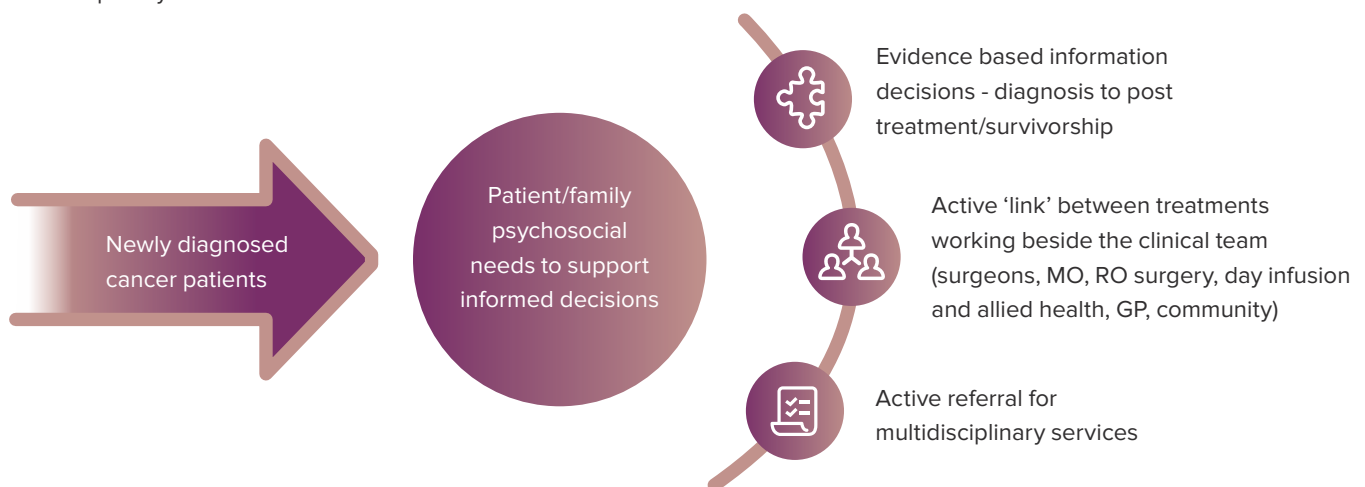 Newly diagnosed
cancer patients
Patient/family
psychosocial
needs to support
informed decisions
Evidence based information
decisions - diagnosis to post
treatment/survivorship
Active ‘link’ between treatments
working beside the clinical team
(surgeons, MO, RO surgery, day infusion
and allied health, GP, community)
Active referral for
multidisciplinary services